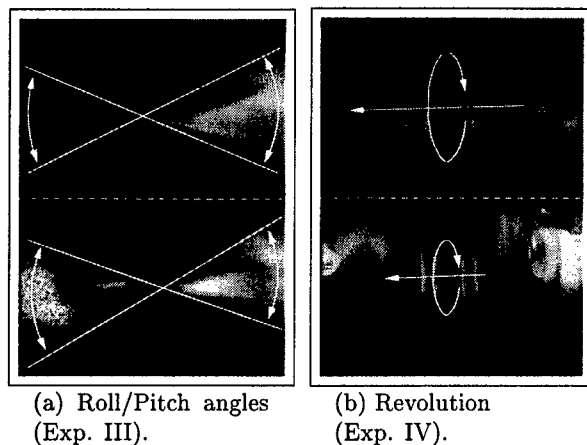 (a) Roll/Pitch angles
(Exp. III).
(b) Revolution
(Exp. IV).